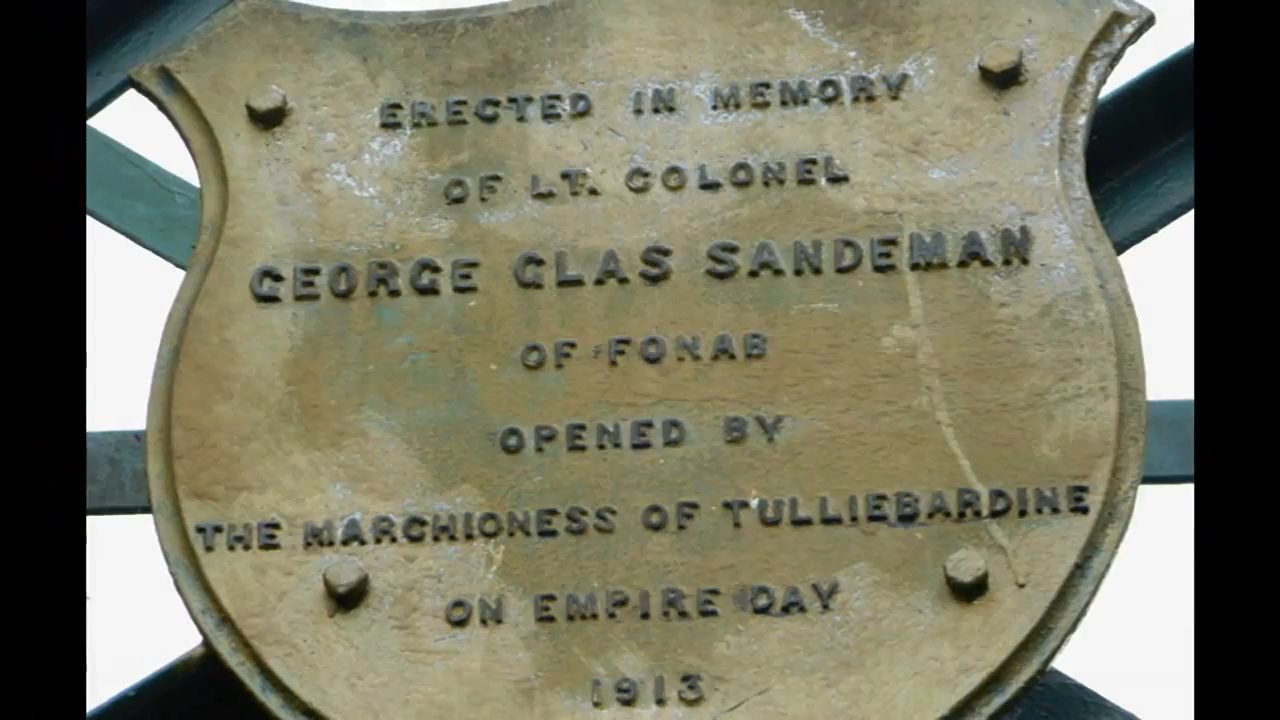 ERECTED IN MEMORY
OF LT. COLONEL
GEORGE GLAS SANDEMAN
OF FONAB
OPENED BY
THE MARCHIONESS OF TULLIEBARDINE
ON EMPIRE DAY
1913